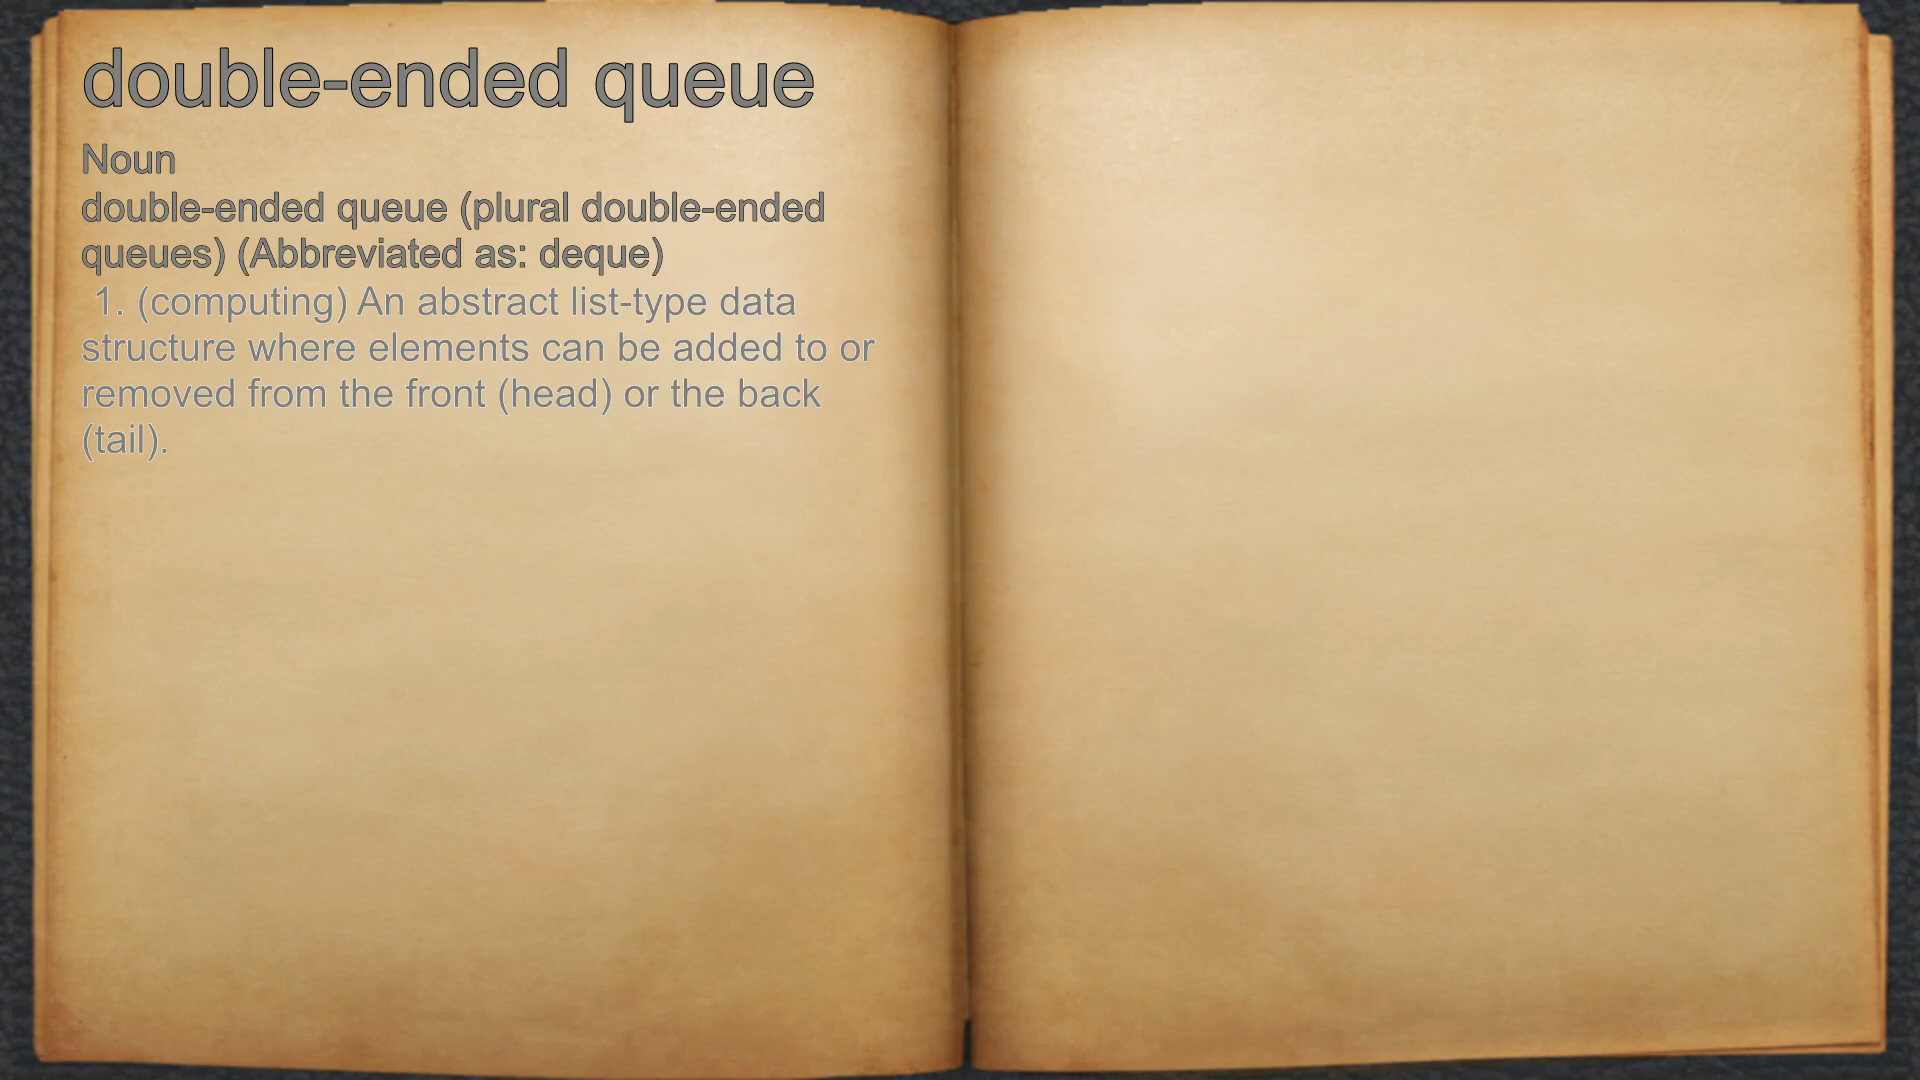 double-ended queue
Noun
double-ended queue (plural double-ended
queues) (Abbreviated as: deque)
1. (computing) An abstract list-type data
structure where elements can be added to or
removed from the front (head) or the back
(tail).